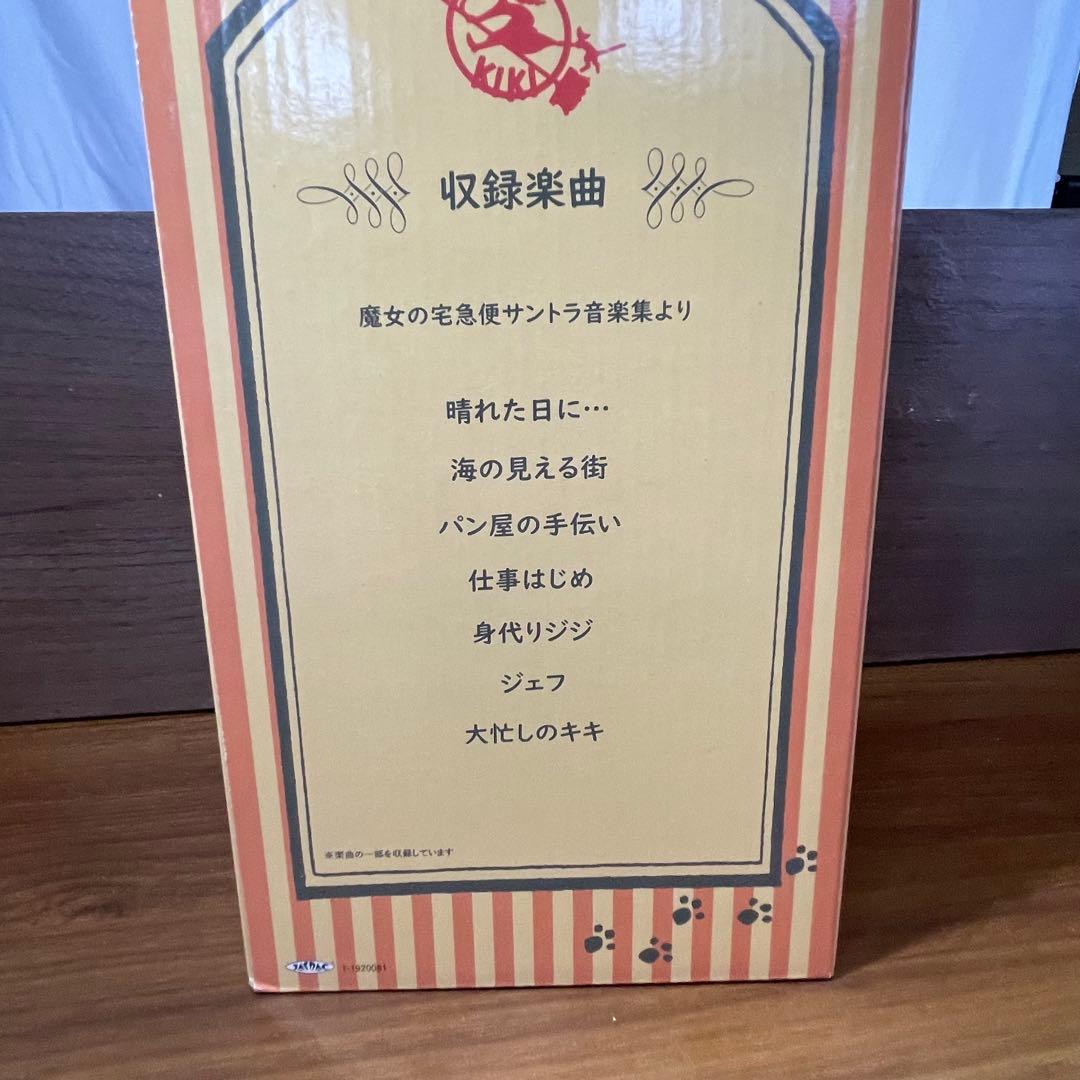 KIKI
収録楽曲
魔女の宅急便サントラ音楽集より
晴れた日に…
海の見える街
パン屋の手伝い
仕事はじめ
身代りジジ
ジェフ
大忙しのキキ
※楽曲の一部を収録しています
T-1920081